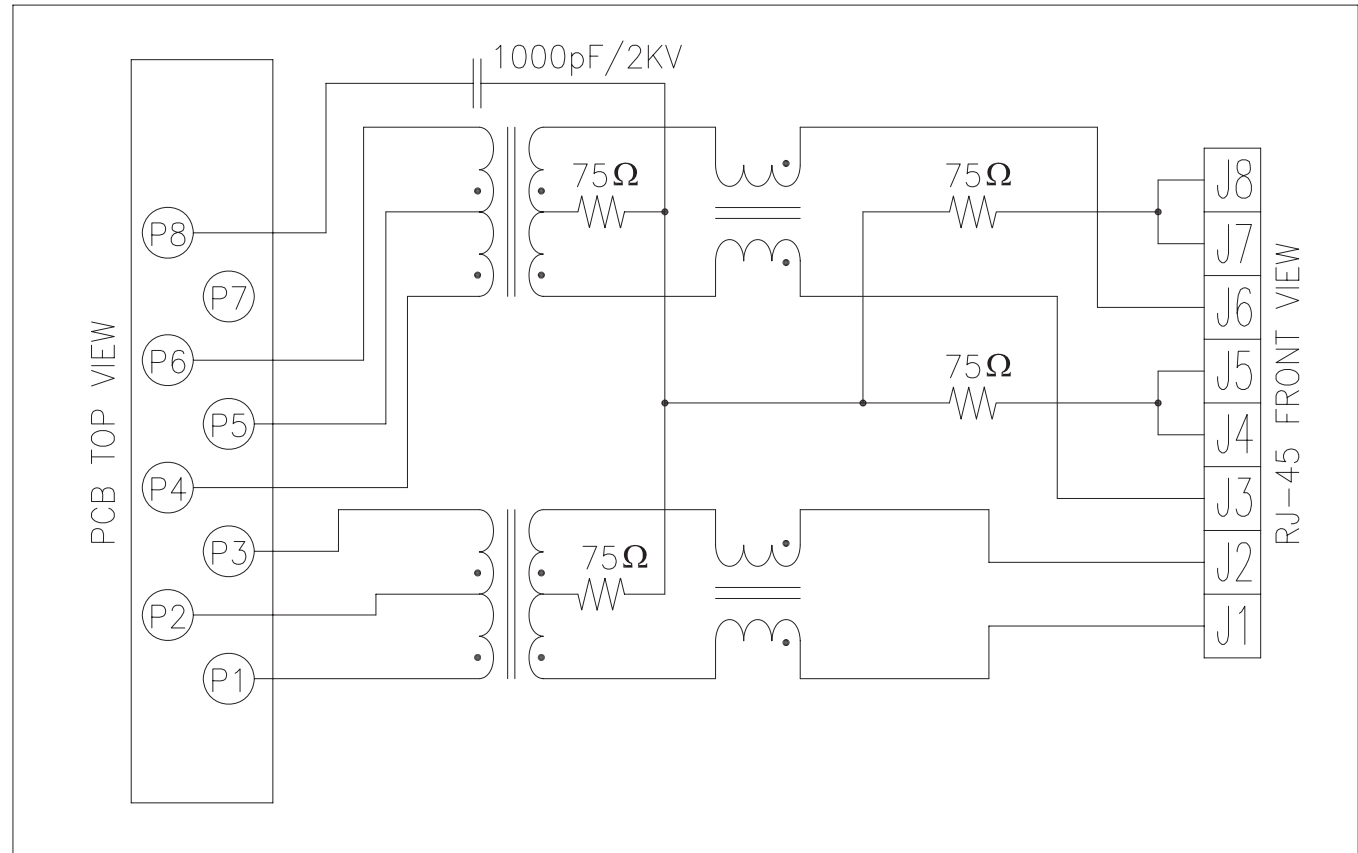 1000pF/2KV
75Ω
75Ω
75Ω
75Ω
PCB TOP VIEW
P8
P7
P6
P5
P4
P3
P2
P1
J8
J7
J6
J5
J4
J3
J2
J1
RJ-45 FRONT VIEW